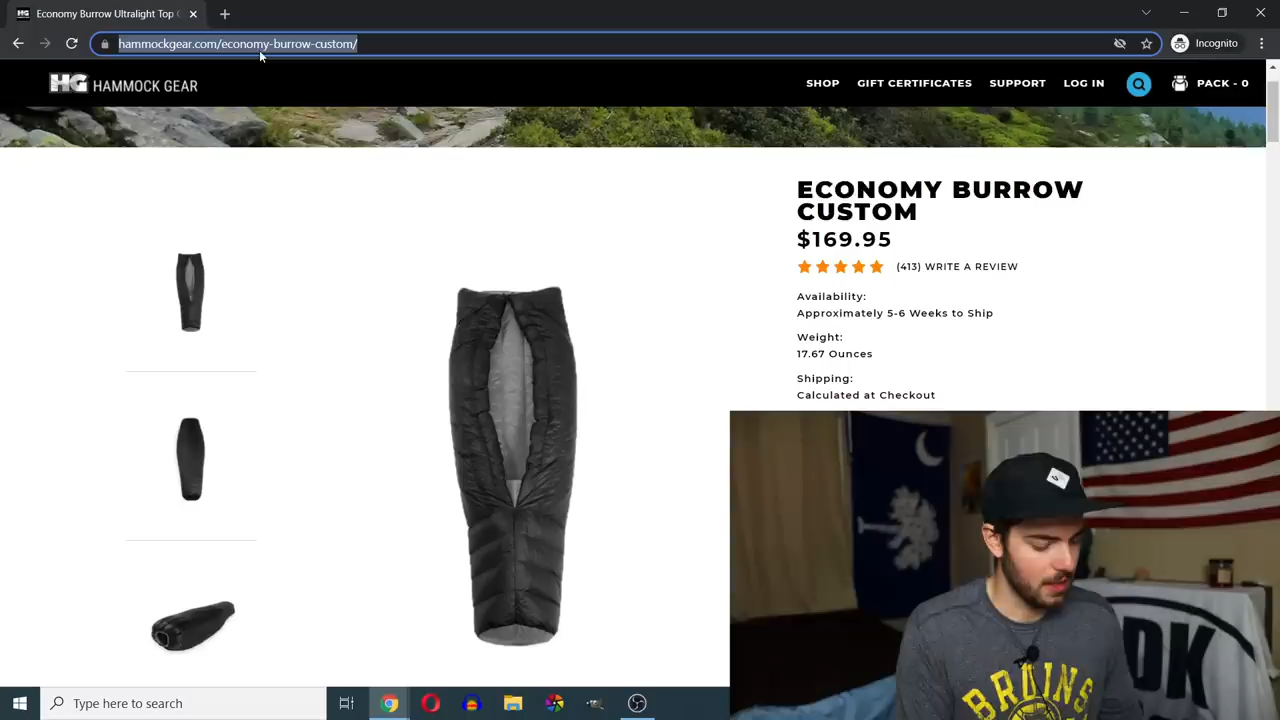 Economy Burrow Ultralight Top
hammockgear.com/economy-burrow-custom/
Incognito
HG HAMMOCK GEAR
SHOP GIFT CERTIFICATES SUPPORT LOG IN PACK - 0
ECONOMY BURROW
CUSTOM
$169.95
(413) WRITE A REVIEW
Availability:
Approximately 5-6 Weeks to Ship
Weight:
17.67 Ounces
Shipping:
Calculated at Checkout
BRUINS
DK
Type here to search